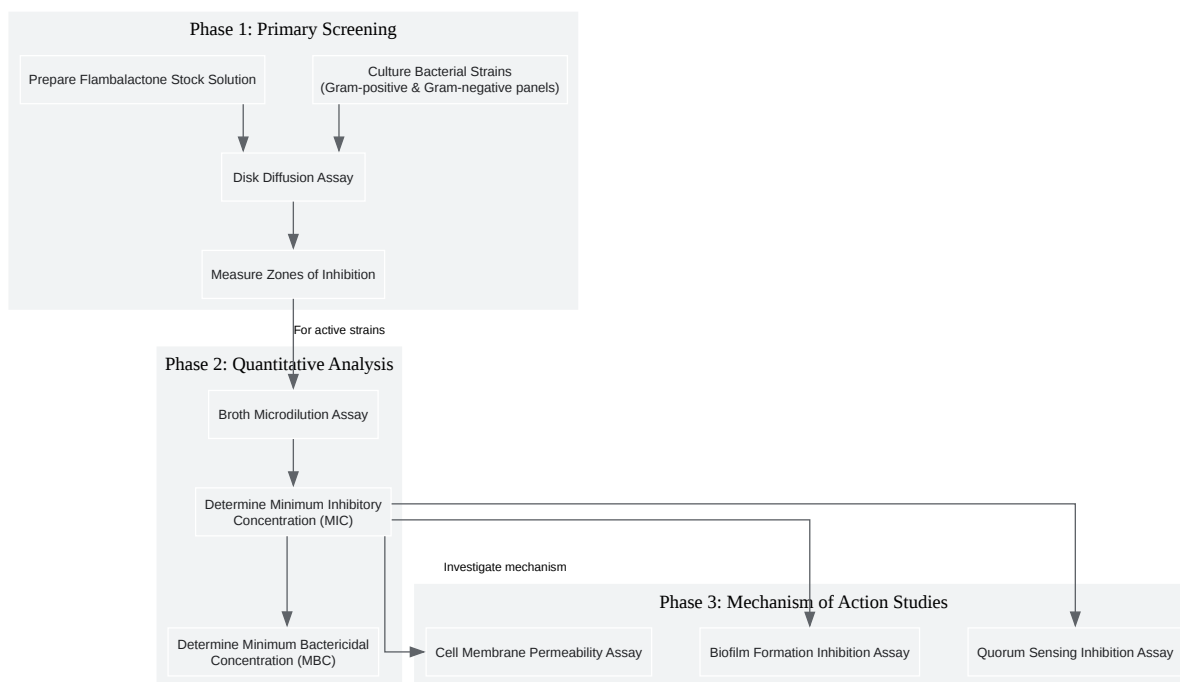 Phase 1: Primary Screening
Prepare Flambalactone Stock Solution
Culture Bacterial Strains
(Gram-positive & Gram-negative panels)
Disk Diffusion Assay
Measure Zones of Inhibition
For active strains
Phase 2: Quantitative Analysis
Broth Microdilution Assay
Determine Minimum Inhibitory
Concentration (MIC)
Investigate mechanism
Phase 3: Mechanism of Action Studies
Determine Minimum Bactericidal
Concentration (MBC)
Cell Membrane Permeability Assay
Biofilm Formation Inhibition Assay
Quorum Sensing Inhibition Assay